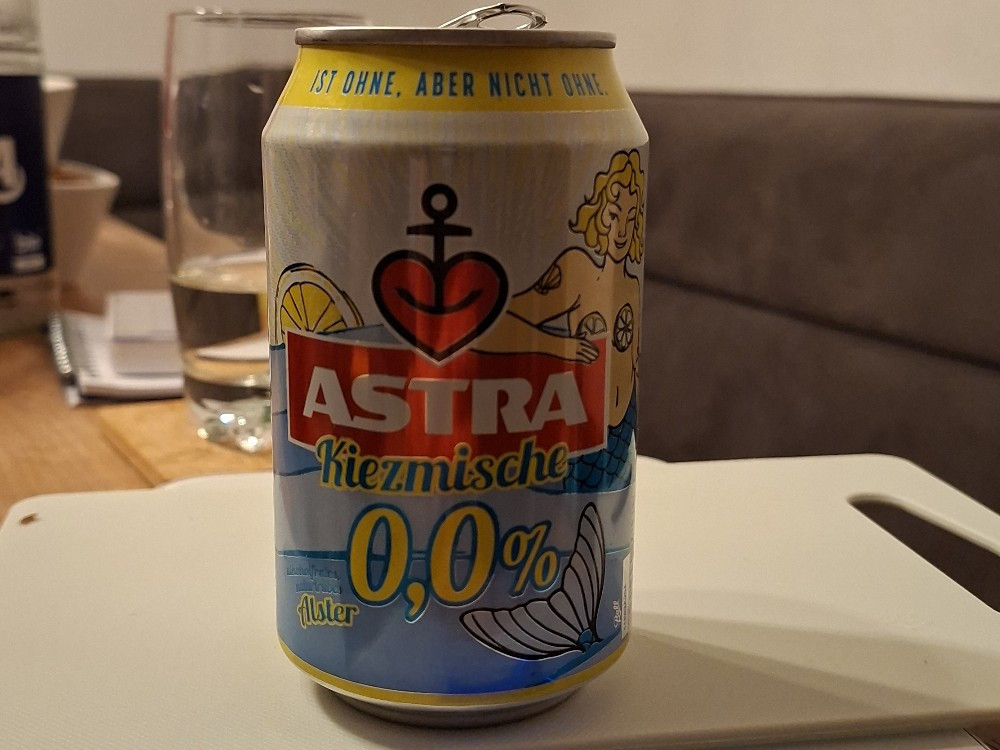 IST OHNE, ABER NICHT OHNE.
ASTRA
Kiezmische
0,0%
Alster